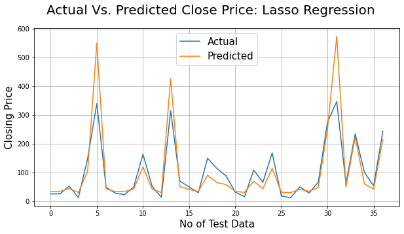 Actual Vs. Predicted Close Price: Lasso Regression
600
500
400
300
200
100
0
Closing Price
Actual
Predicted
0 5 10 15 20 25 30 35
No of Test Data